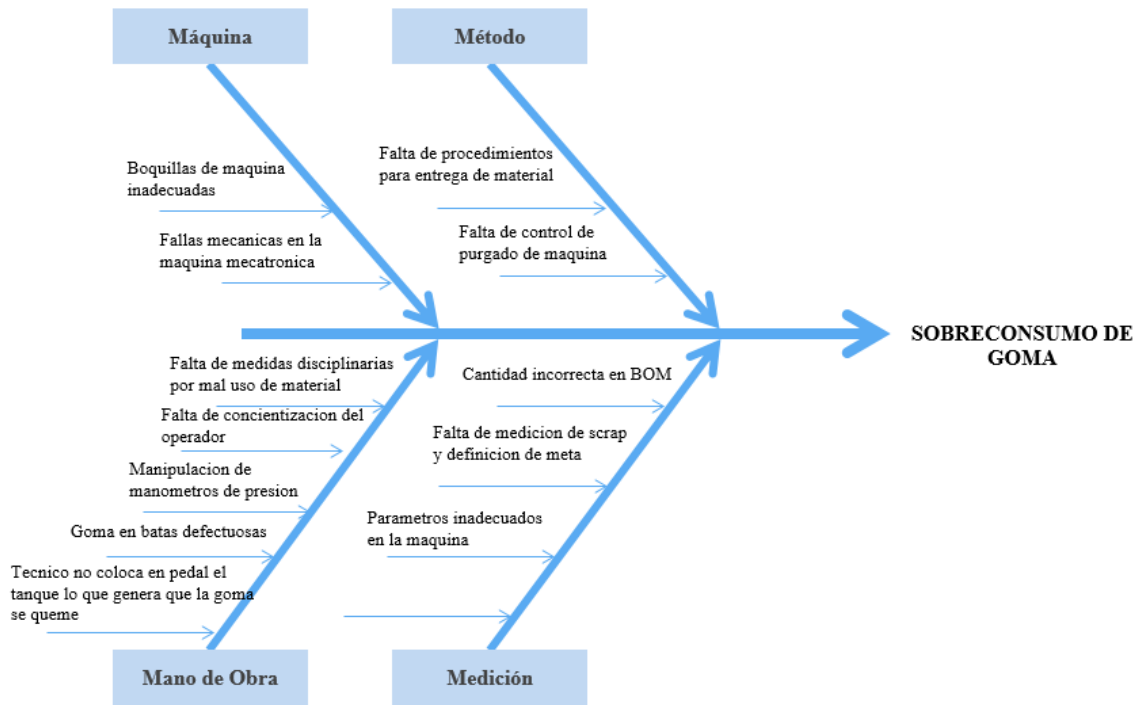 Máquina
Método
Boquillas de maquina
inadecuadas
Fallas mecanicas en la
maquina mecatronica
Falta de procedimientos
para entrega de material
Falta de control de
purgado de maquina
SOBRECONSUMO DE
GOMA
Falta de medidas disciplinarias
por mal uso de material
Falta de concientizacion del
operador
Manipulacion de
manometros de presion
Goma en batas defectuosas
Tecnico no coloca en pedal el
tanque lo que genera que la goma
se queme
Cantidad incorrecta en BOM
Falta de medicion de scrap
y definicion de meta
Parametros inadecuados
en la maquina
Mano de Obra
Medición